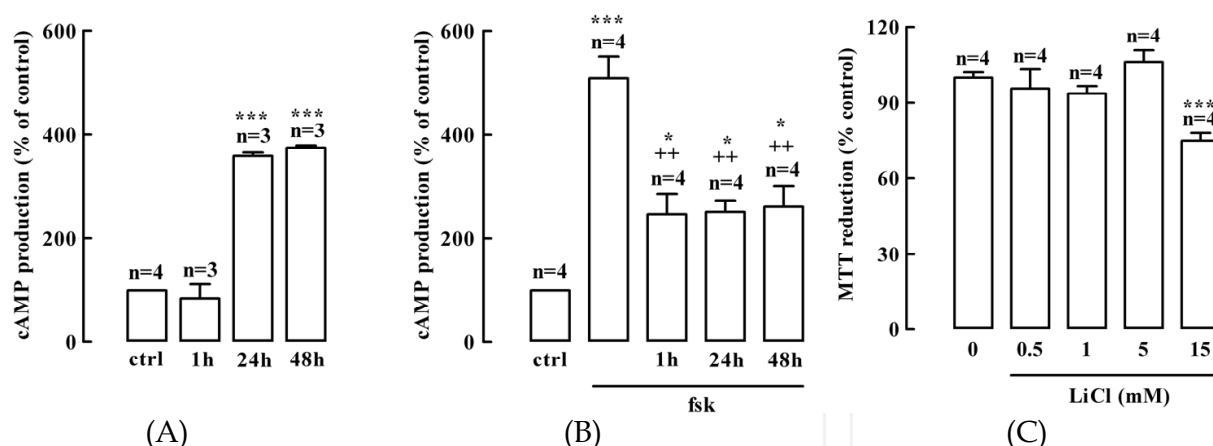 cAMP production (% of control)
600
400
200
0
n=4
n=3
***
n=3
***
n=3
ctrl 1h 24h 48h
(A)
cAMP production (% of control)
600
400
200
0
n=4
***
n=4
*
++
n=4
*
++
n=4
*
++
n=4
ctrl 1h 24h 48h
fsk
(B)
MTT reduction (% control)
120
90
60
30
0
n=4
n=4
n=4
n=4
***
n=4
0 0.5 1 5 15
LiCl (mM)
(C)